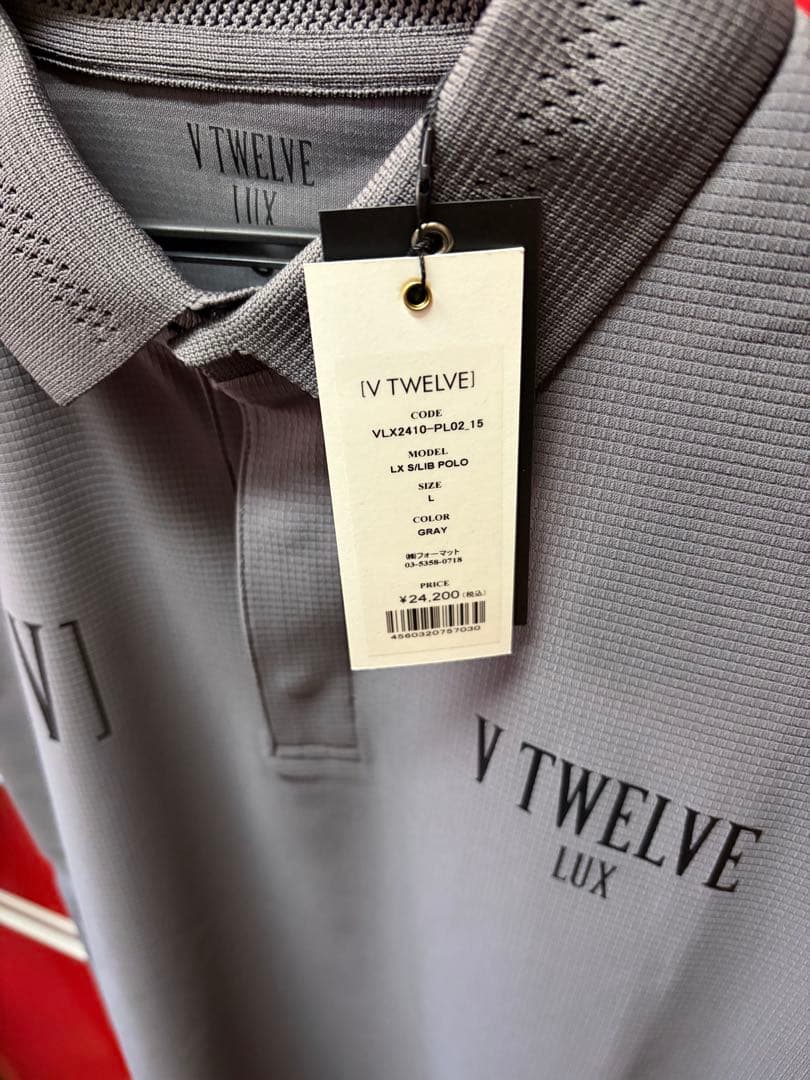 V TWELVE
LUX
[V TWELVE]
CODE
VLX2410-PL02_15
MODEL
LX S/LIB POLO
SIZE
L
COLOR
GRAY
㈱フォーマット
03-5358-0718
PRICE
¥24,200(税込)
4560320757030
V]
V TWELVE
LUX